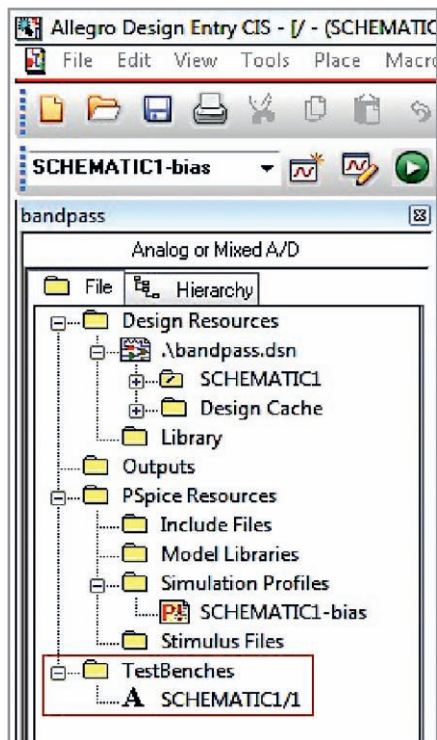 Allegro Design Entry CIS - [/ - (SCHEMATIC
File Edit View Tools Place Macro
SCHEMATIC1-bias
bandpass
Analog or Mixed A/D
File Hierarchy
Design Resources
.\bandpass.dsn
SCHEMATIC1
Design Cache
Library
Outputs
PSpice Resources
Include Files
Model Libraries
Simulation Profiles
SCHEMATIC1-bias
Stimulus Files
TestBenches
A SCHEMATIC1/1